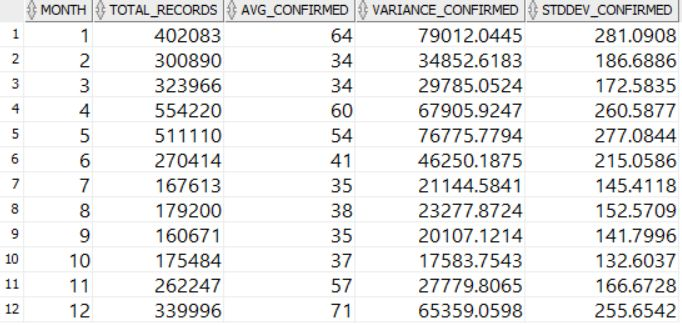 MONTH TOTAL_RECORDS AVG_CONFIRMED VARIANCE_CONFIRMED STDDEV_CONFIRMED
1 1 402083 64 79012.0445 281.0908
2 2 300890 34 34852.6183 186.6886
3 3 323966 34 29785.0524 172.5835
4 4 554220 60 67905.9247 260.5877
5 5 511110 54 76775.7794 277.0844
6 6 270414 41 46250.1875 215.0586
7 7 167613 35 21144.5841 145.4118
8 8 179200 38 23277.8724 152.5709
9 9 160671 35 20107.1214 141.7996
10 10 175484 37 17583.7543 132.6037
11 11 262247 57 27779.8065 166.6728
12 12 339996 71 65359.0598 255.6542